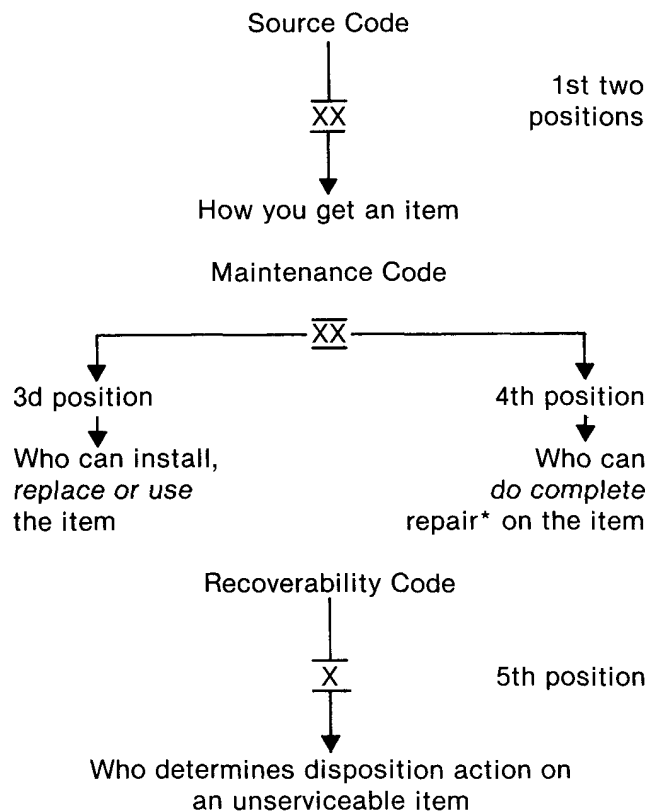 Source Code
1st two
positions
XX
How you get an item
Maintenance Code
XX
3d position
4th position
Who can install,
replace or use
the item
Who can
do complete
repair* on the item
Recoverability Code
X
5th position
Who determines disposition action on
an unserviceable item